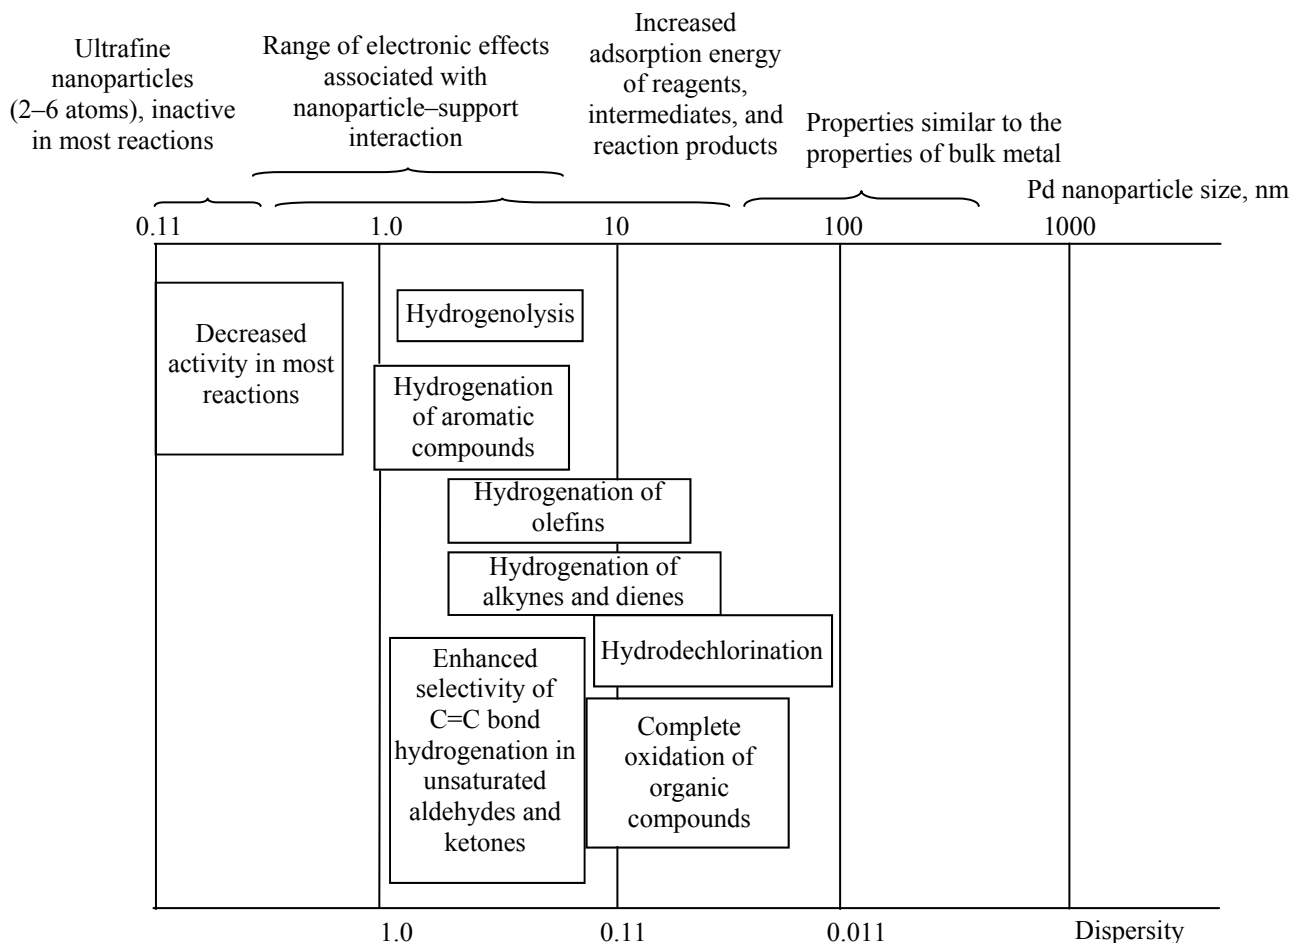 Ultrafine
nanoparticles
(2–6 atoms), inactive
in most reactions
Range of electronic effects
associated with
nanoparticle–support
interaction
Increased
adsorption energy
of reagents,
intermediates, and
reaction products
Properties similar to the
properties of bulk metal
Pd nanoparticle size, nm
0.11
1.0
10
100
1000
Decreased
activity in most
reactions
Hydrogenolysis
Hydrogenation
of aromatic
compounds
Hydrogenation of
olefins
Hydrogenation of
alkynes and dienes
Hydrodechlorination
Enhanced
selectivity of
C=C bond
hydrogenation in
unsaturated
aldehydes and
ketones
Complete
oxidation of
organic
compounds
1.0
0.11
0.011
Dispersity